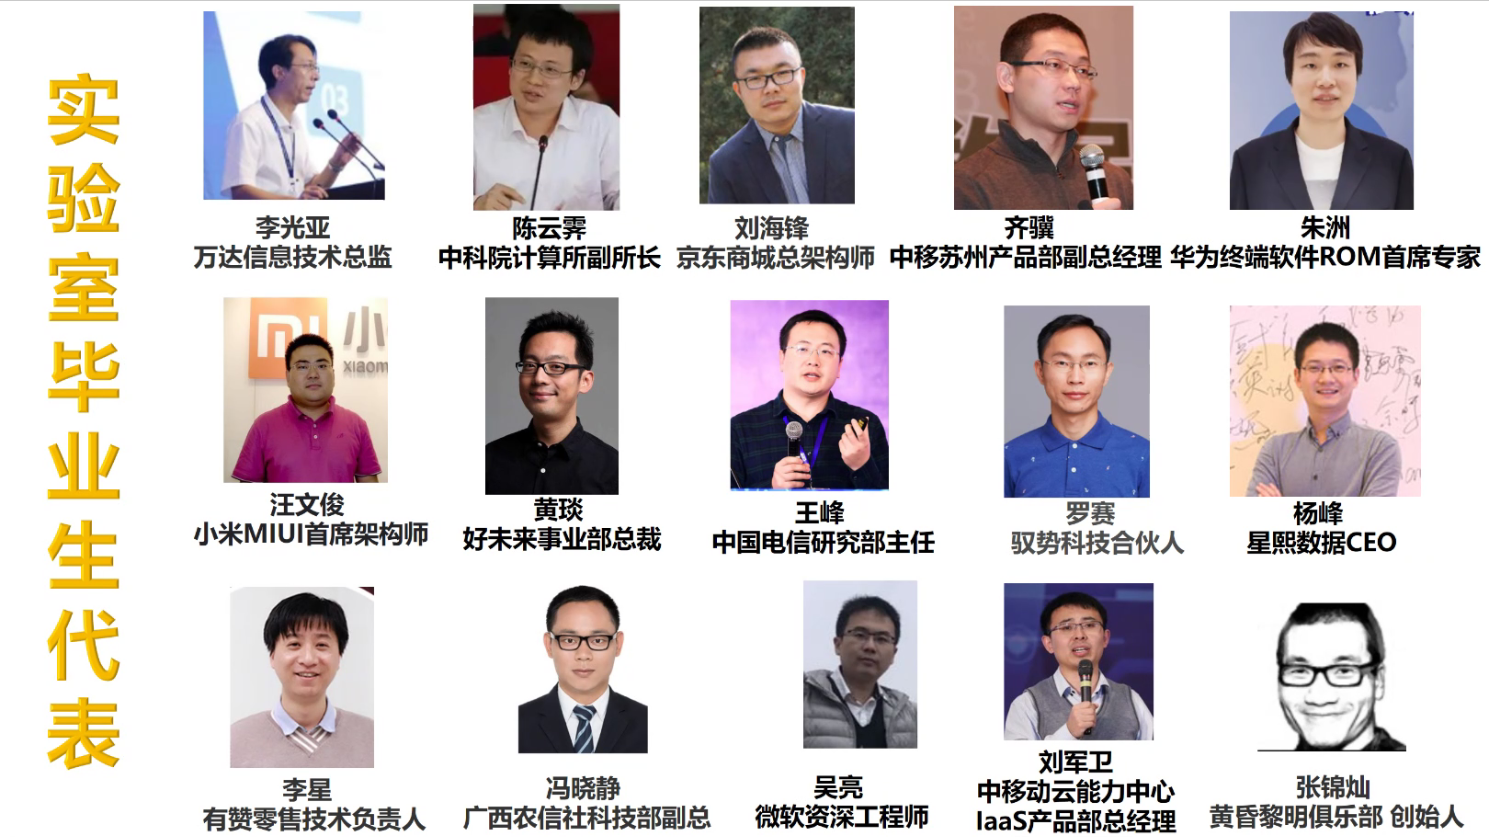 实验室毕业生代表
03
李光亚
万达信息技术总监
陈云霁
中科院计算所副所长
刘海锋
京东商城总架构师
齐骥
中移苏州产品部副总经理
朱洲
华为终端软件ROM首席专家
小
xiaom
汪文俊
小米MIUI首席架构师
黄琰
好未来事业部总裁
王峰
中国电信研究部主任
罗赛
驭势科技合伙人
杨峰
星熙数据CEO
李星
有赞零售技术负责人
冯晓静
广西农信社科技部副总
吴亮
微软资深工程师
刘军卫
中移动云能力中心
IaaS产品部总经理
张锦灿
黄昏黎明俱乐部 创始人